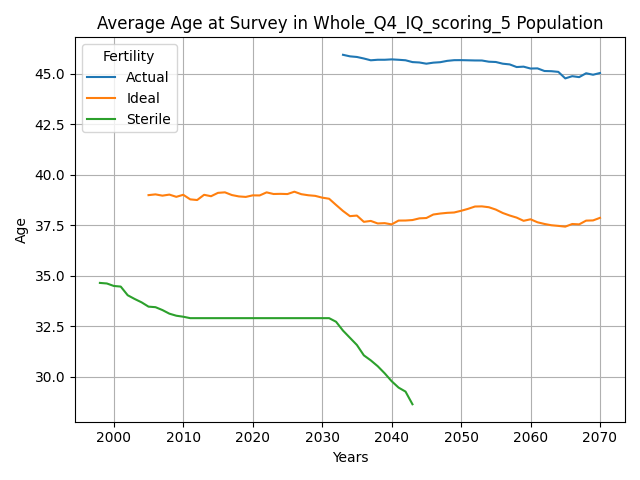 Average Age at Survey in Whole_Q4_IQ_scoring_5 Population
Fertility
Actual
Ideal
Sterile
Age
45.0
42.5
40.0
37.5
35.0
32.5
30.0
2000 2010 2020 2030 2040 2050 2060 2070
Years